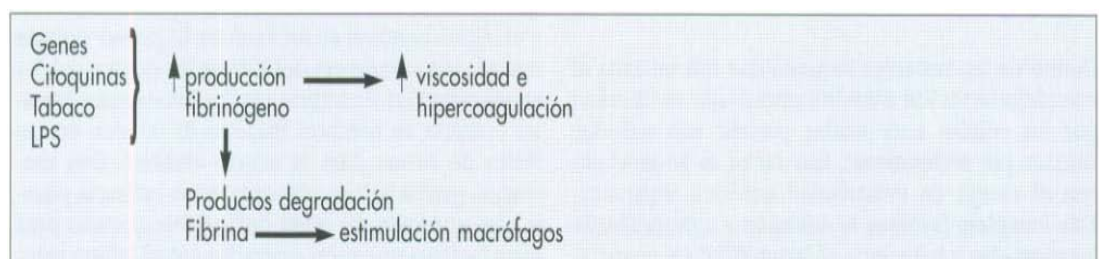 Genes
Citoquinas
Tabaco
LPS
producción
fibrinógeno
viscosidad e
hipercoagulación
Productos degradación
Fibrina
estimulación macrófagos